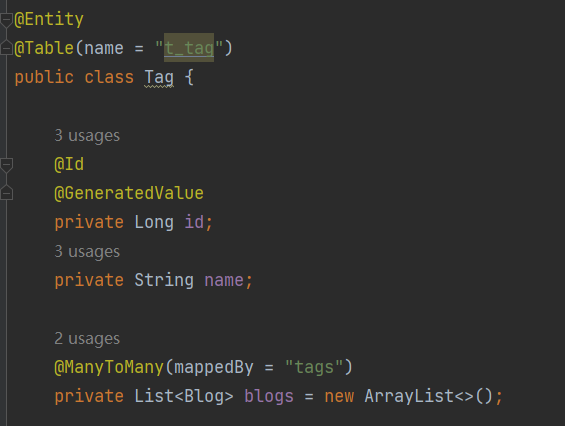 @Entity
@Table(name = "t_tag")
public class Tag {
3 usages
@Id
@GeneratedValue
private Long id;
3 usages
private String name;
2 usages
@ManyToMany(mappedBy = "tags")
private List<Blog> blogs = new ArrayList<>();